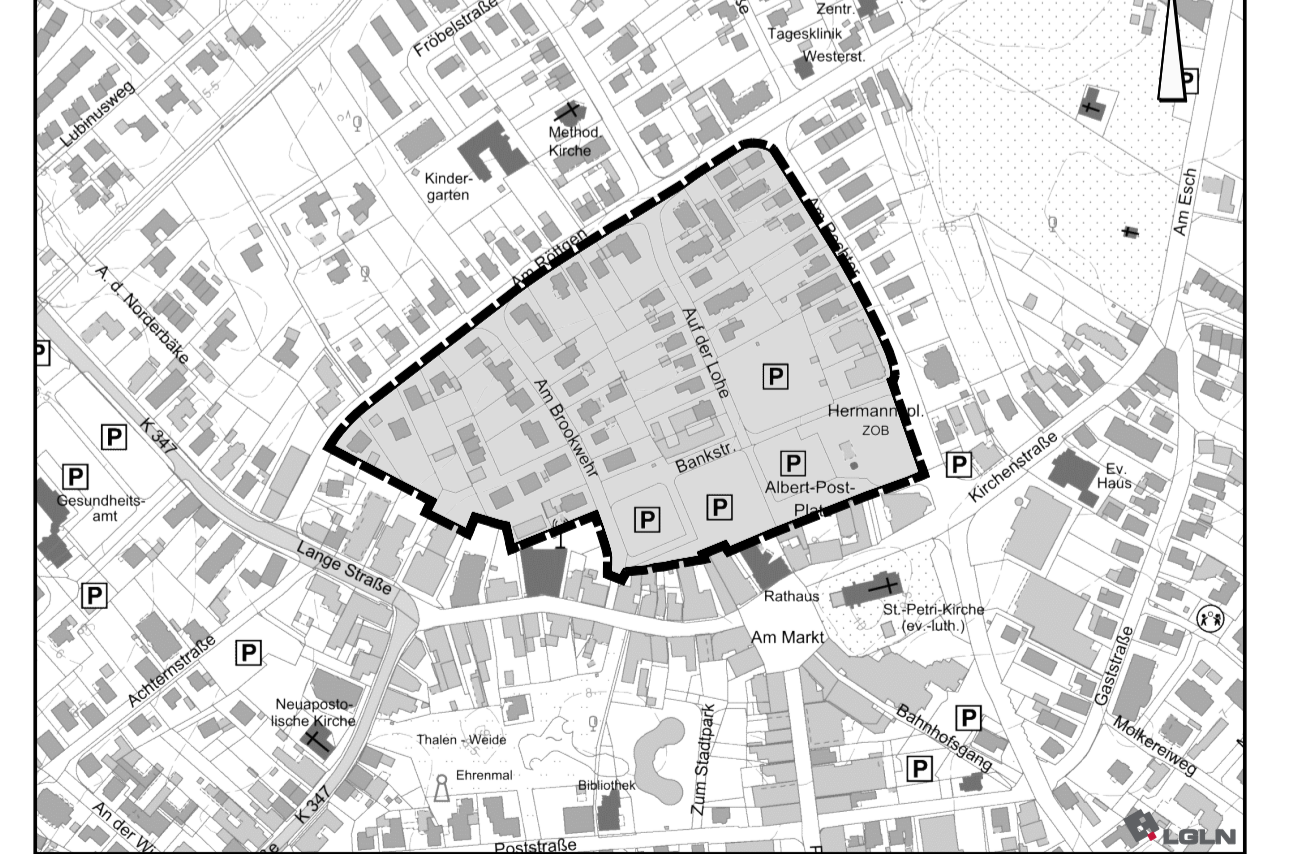 Fröbelstraße
Zentr.
Tagesklinik
Westerst.
P
Lubinusweg
5.5
Method.
Kirche
Kinder-
garten
Am Esch
Am Röttgen
A. d. Norderbäke
Auf der Lohe
P
P
Am Brookwehr
Hermannpl.
ZOB
K 347
P
Bankstr.
P
P
P
Albert-Post-
Kirchenstraße
Ev.
Haus
Gesundheits-
amt
P
P
Lange Straße
P
Rathaus
St.-Petri-Kirche
(ev.-luth.)
Am Markt
Achternstraße
P
Gaststraße
Neuaposto-
lische Kirche
Zum Stadtpark
Bahnhofsgang
P
Molkereiweg
Thalen - Weide
Ehrenmal
Bibliothek
P
K 347
Poststraße
LGLN